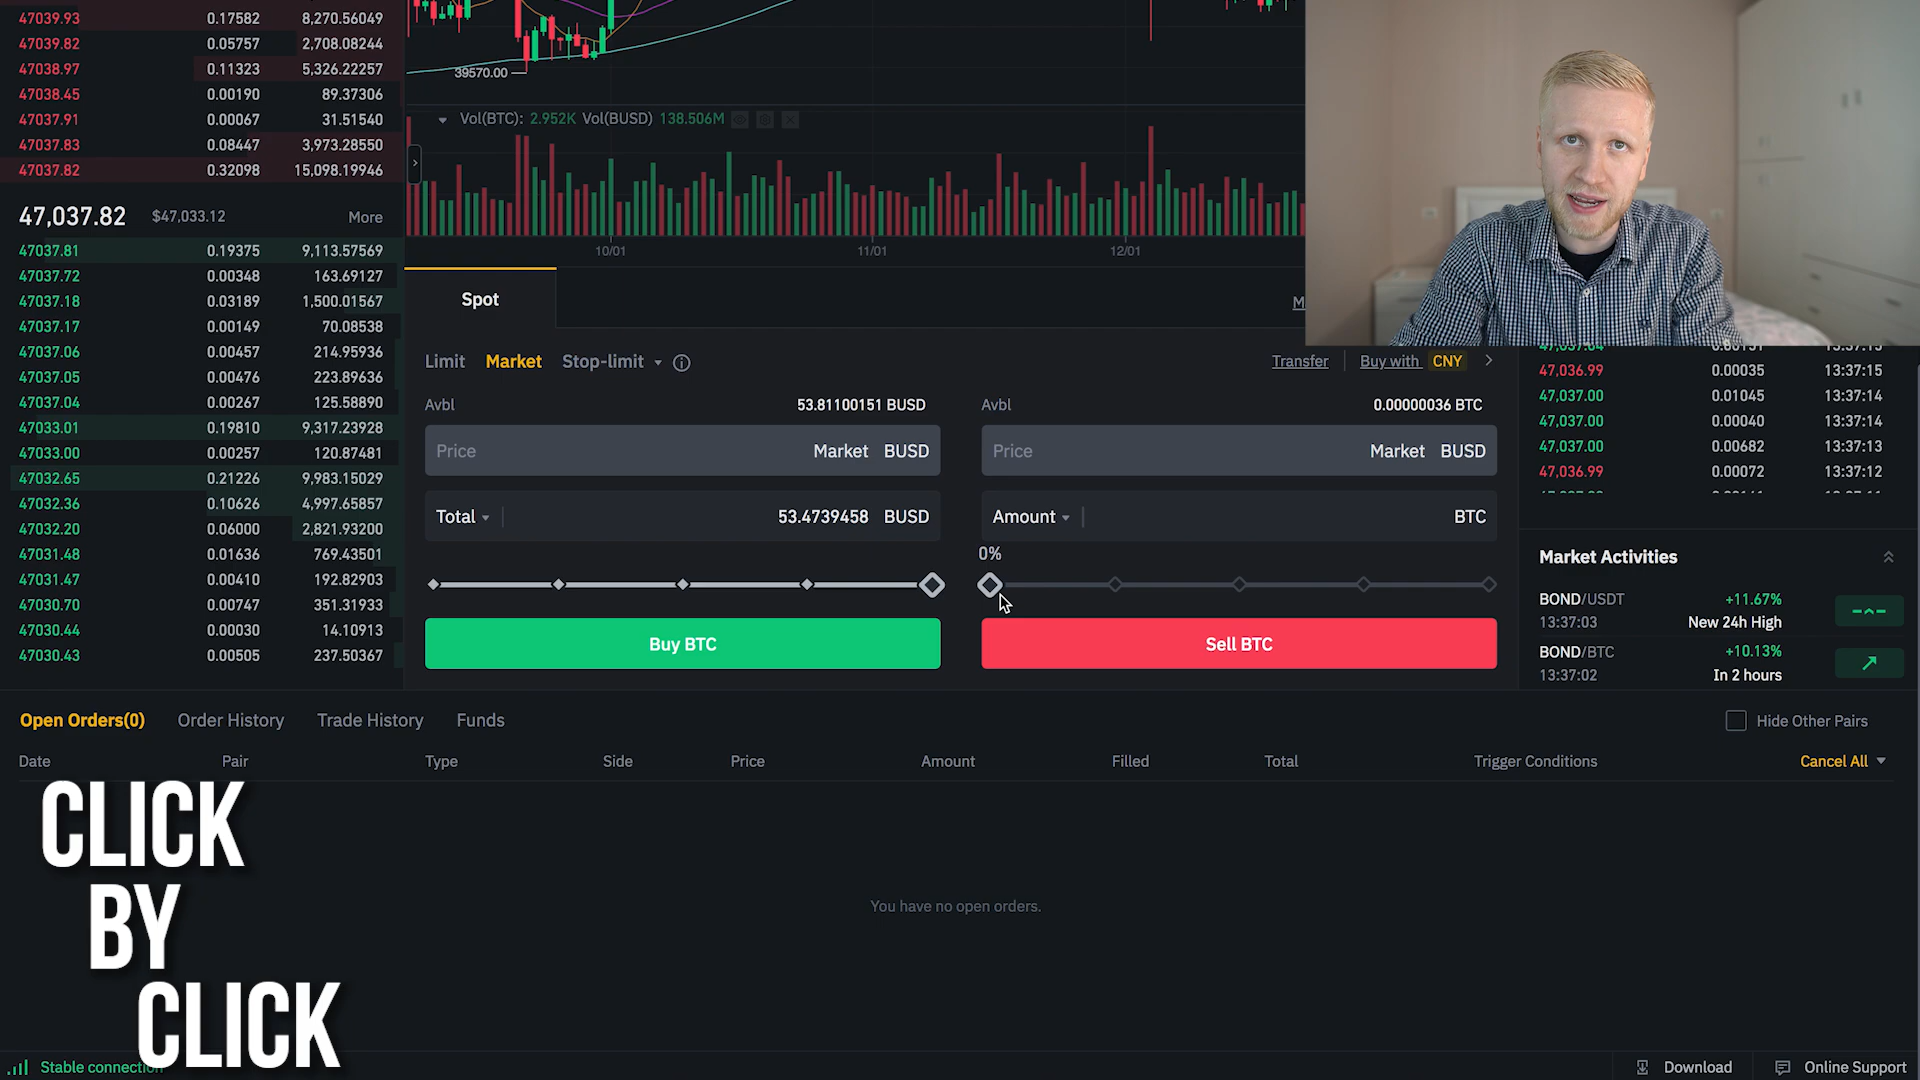 47039.93 0.17582 8,270.56049
47039.82 0.05757 2,708.08244
47038.97 0.11323 5,326.22257
47038.45 0.00190 89.37306
47037.91 0.00067 31.51540
47037.83 0.08447 3,973.28550
47037.82 0.32098 15,098.19946
47,037.82 $47,033.12 More
47037.81 0.19375 9,113.57569
47037.72 0.00348 163.69127
47037.18 0.03189 1,500.01567
47037.17 0.00149 70.08538
47037.06 0.00457 214.95936
47037.05 0.00476 223.89636
47037.04 0.00267 125.58890
47033.01 0.19810 9,317.23928
47033.00 0.00257 120.87481
47032.65 0.21226 9,983.15029
47032.36 0.10626 4,997.65857
47032.20 0.06000 2,821.93200
47031.48 0.01636 769.43501
47031.47 0.00410 192.82903
47030.70 0.00747 351.31933
47030.44 0.00030 14.10913
47030.43 0.00505 237.50367
39570.00
Vol(BTC): 2.952K Vol(BUSD) 138.506M
10/01 11/01 12/01
Spot
Limit Market Stop-limit
Transfer Buy with CNY
Avbl 53.81100151 BUSD
Price Market BUSD
Total 53.4739458 BUSD
Buy BTC
Avbl 0.00000036 BTC
Price Market BUSD
Amount BTC
0%
Sell BTC
47,036.99 0.00035 13:37:15
47,037.00 0.01045 13:37:14
47,037.00 0.00040 13:37:14
47,037.00 0.00682 13:37:13
47,036.99 0.00072 13:37:12
Market Activities
BOND/USDT +11.67%
13:37:03 New 24h High
BOND/BTC +10.13%
13:37:02 In 2 hours
Open Orders(0) Order History Trade History Funds
Hide Other Pairs
Date Pair Type Side Price Amount Filled Total Trigger Conditions Cancel All
You have no open orders.
CLICK
BY
CLICK
Stable connection
Download Online Support